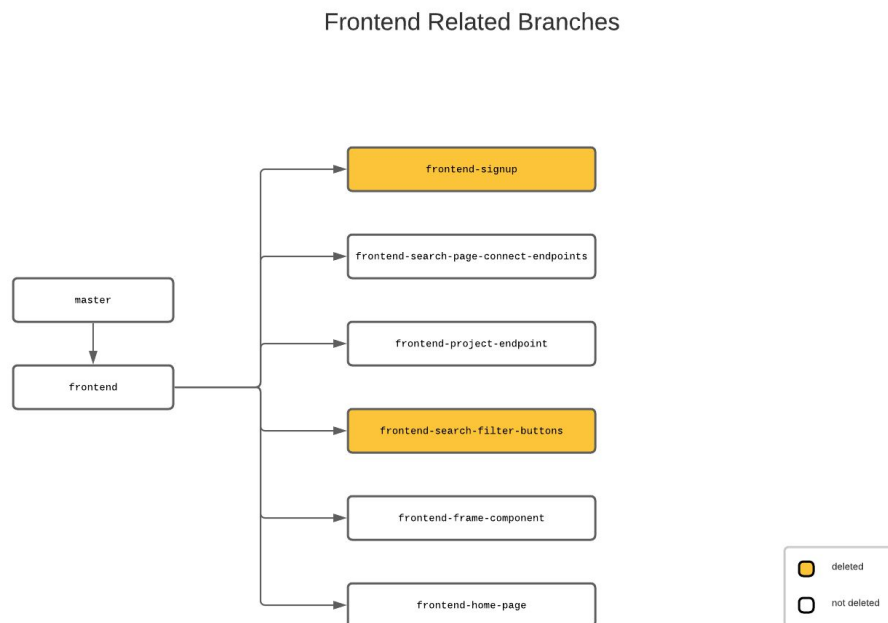 Frontend Related Branches
frontend-signup
frontend-search-page-connect-endpoints
master
frontend-project-endpoint
frontend
frontend-search-filter-buttons
frontend-frame-component
deleted
frontend-home-page
not deleted